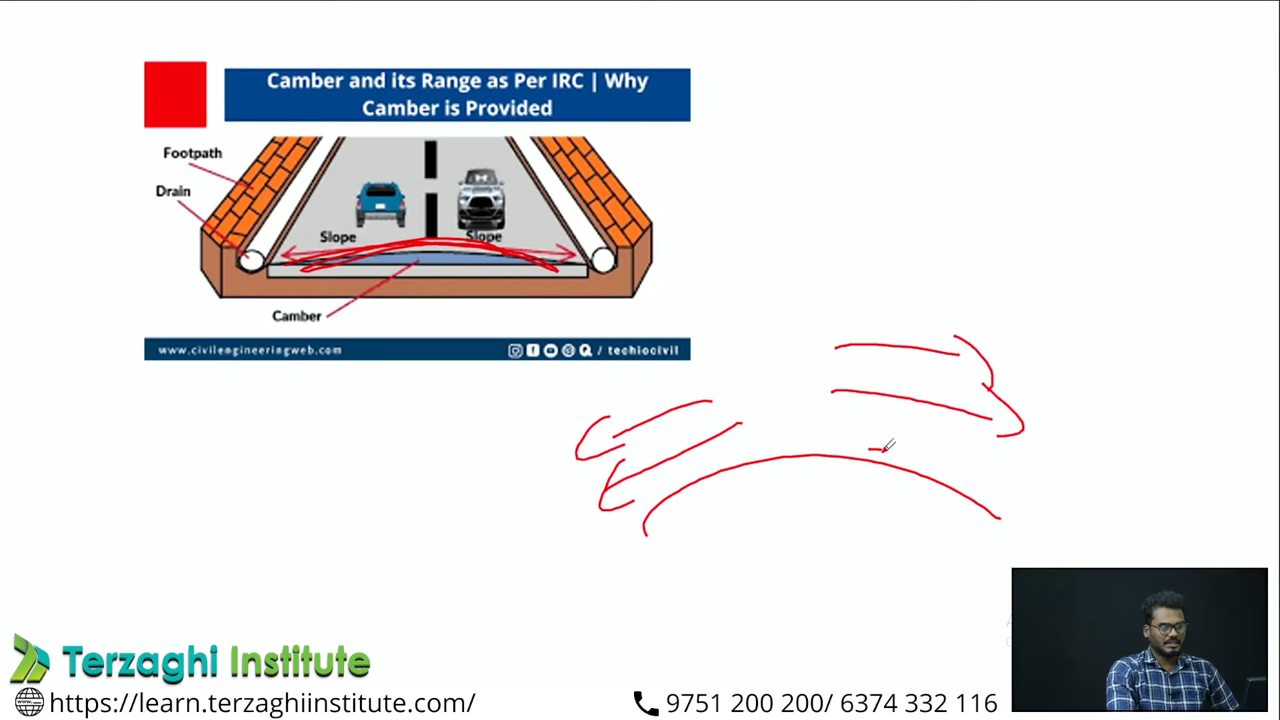 Camber and its Range as Per IRC | Why
Camber is Provided
Footpath
Drain
Slope
Slope
Camber
www.civilengineeringweb.com
/ techiocivil
Terzaghi Institute
https://learn.terzaghiinstitute.com/
9751 200 200/ 6374 332 116